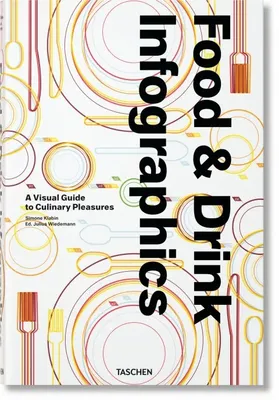 Food & Drink
Infographics
A Visual Guide
to Culinary Pleasures
Simone Klabin
Ed. Julius Wiedemann
TASCHEN